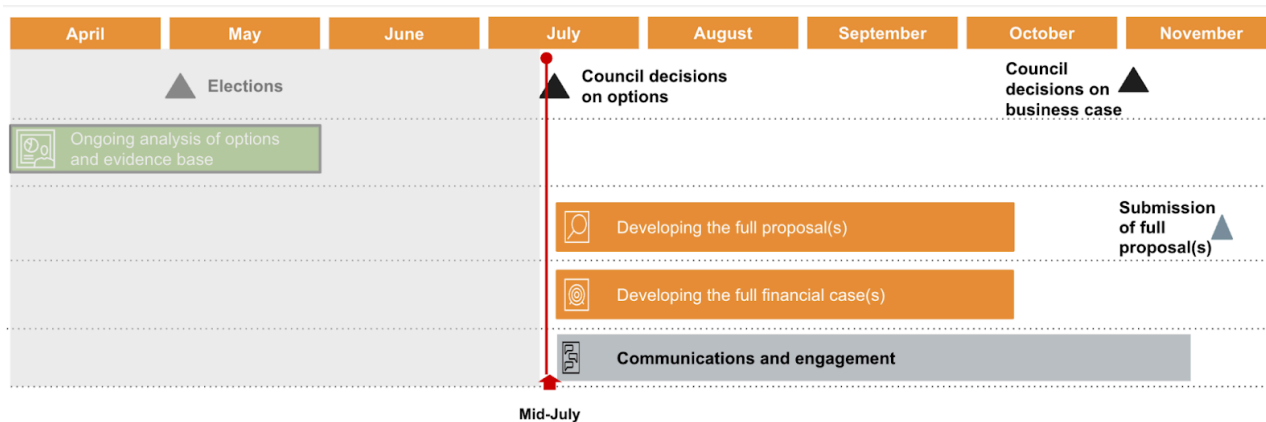 April
May
June
July
August
September
October
November
Elections
Council decisions
on options
Council
decisions on
business case
Ongoing analysis of options
and evidence base
Developing the full proposal(s)
Submission
of full
proposal(s)
Developing the full financial case(s)
Communications and engagement
Mid-July